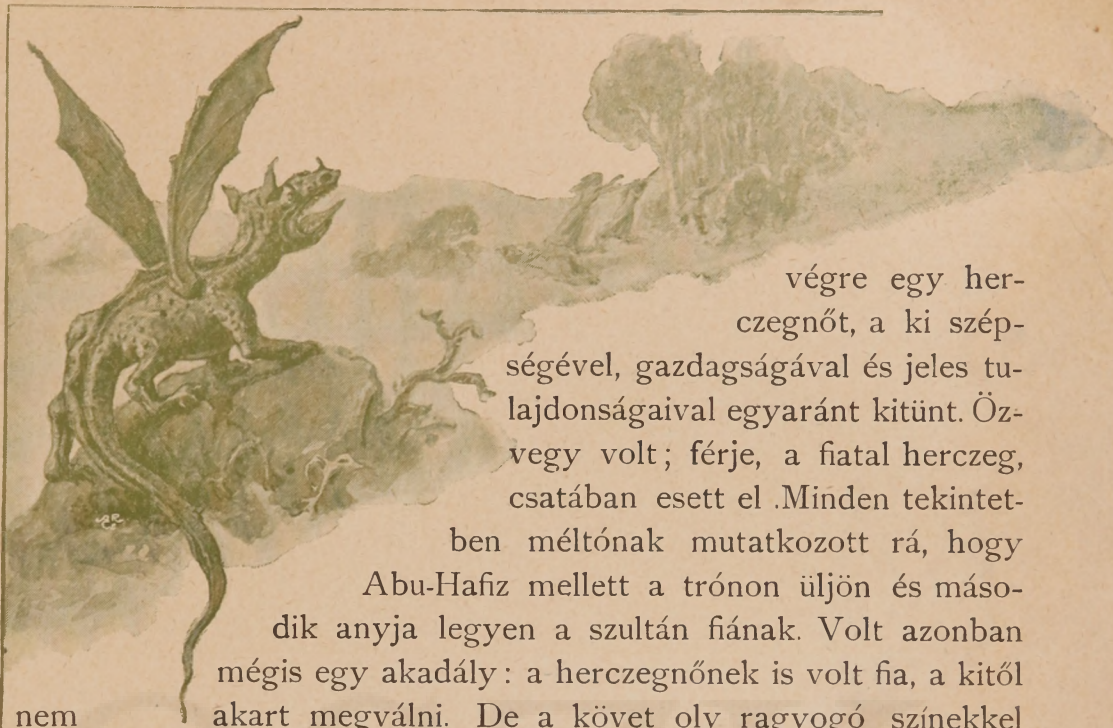 végre egy her-
czegnőt, a ki szép-
ségével, gazdagságával és jeles tu-
lajdonságaival egyaránt kitünt. Öz-
vegy volt; férje, a fiatal herczeg,
csatában esett el .Minden tekintet-
ben méltónak mutatkozott rá, hogy
Abu-Hafiz mellett a trónon üljön és máso-
dik anyja legyen a szultán fiának. Volt azonban
mégis egy akadály: a herczegnőnek is volt fia, a kitől
nem akart megválni. De a követ oly ragyogó színekkel